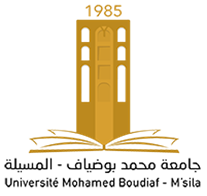 1985
جامعة محمد بوضياف - المسيلة
Université Mohamed Boudiaf - M'sila